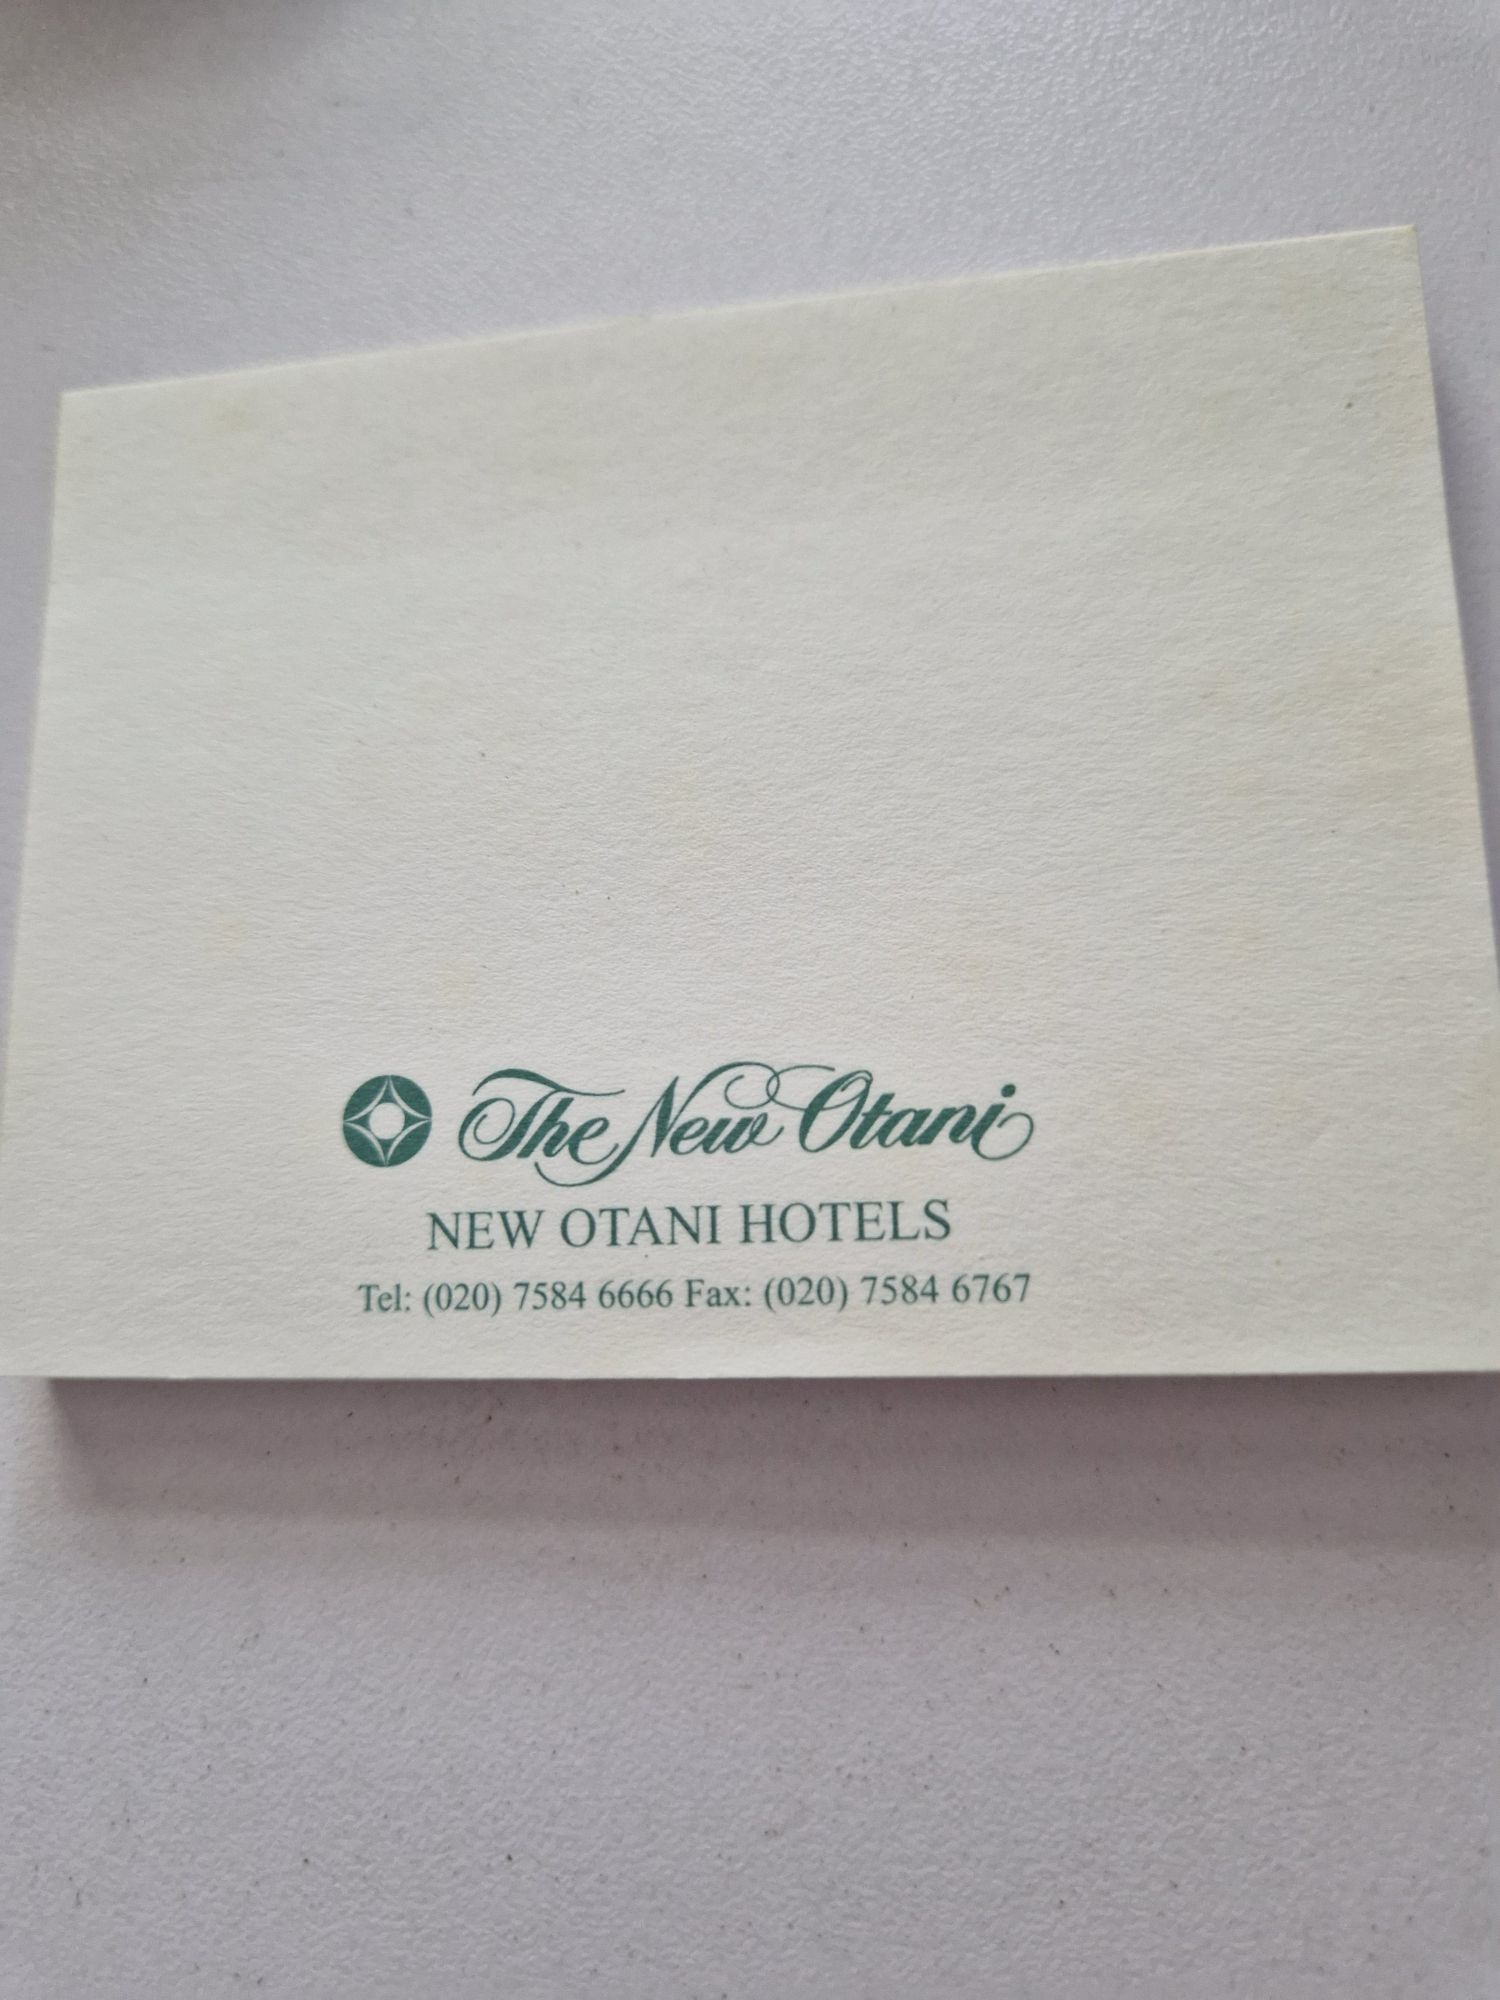 The New Otani
NEW OTANI HOTELS
Tel: (020) 7584 6666 Fax: (020) 7584 6767